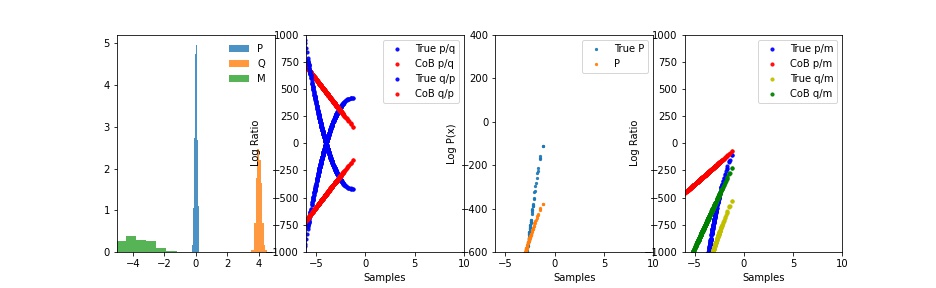 5
4
3
2
1
0
−4
−2
0
2
4
P
Q
M
Log Ratio
1000
750
500
250
0
−250
−500
−750
1000
−5
0
5
10
Samples
True p/q
CoB p/q
True q/p
CoB q/p
Log P(x)
400
200
0
−200
−400
−600
−5
0
5
10
Samples
True P
P
Log Ratio
1000
750
500
250
0
−250
−500
−750
1000
−5
0
5
10
Samples
True p/m
CoB p/m
True q/m
CoB q/m